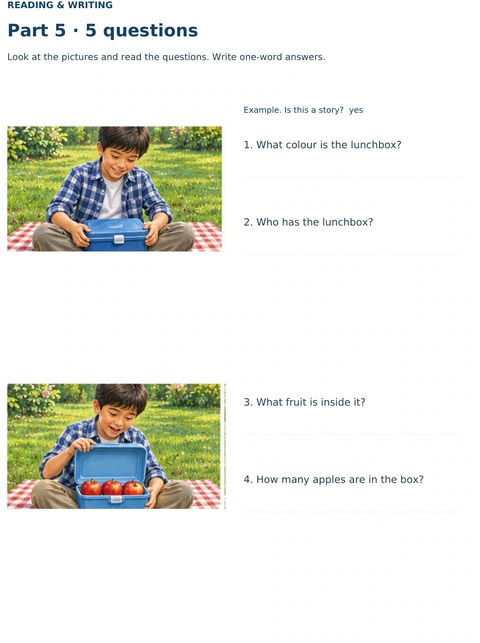 READING & WRITING
Part 5 · 5 questions
Look at the pictures and read the questions. Write one-word answers.
Example. Is this a story? yes
1. What colour is the lunchbox?
2. Who has the lunchbox?
3. What fruit is inside it?
4. How many apples are in the box?